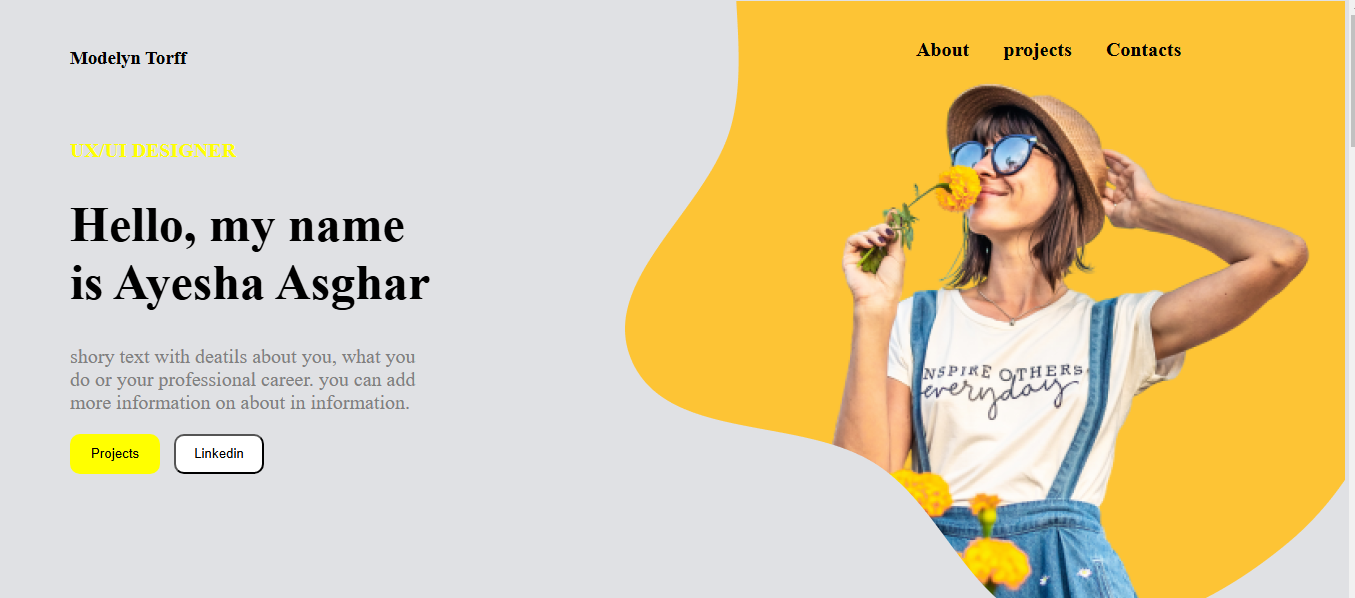 Modelyn Torff
About projects Contacts
UX/UI DESIGNER
Hello, my name
is Ayesha Asghar
shory text with deatils about you, what you
do or your professional career. you can add
more information on about in information.
Projects Linkedin
NSPIRE OTHERS
everyday